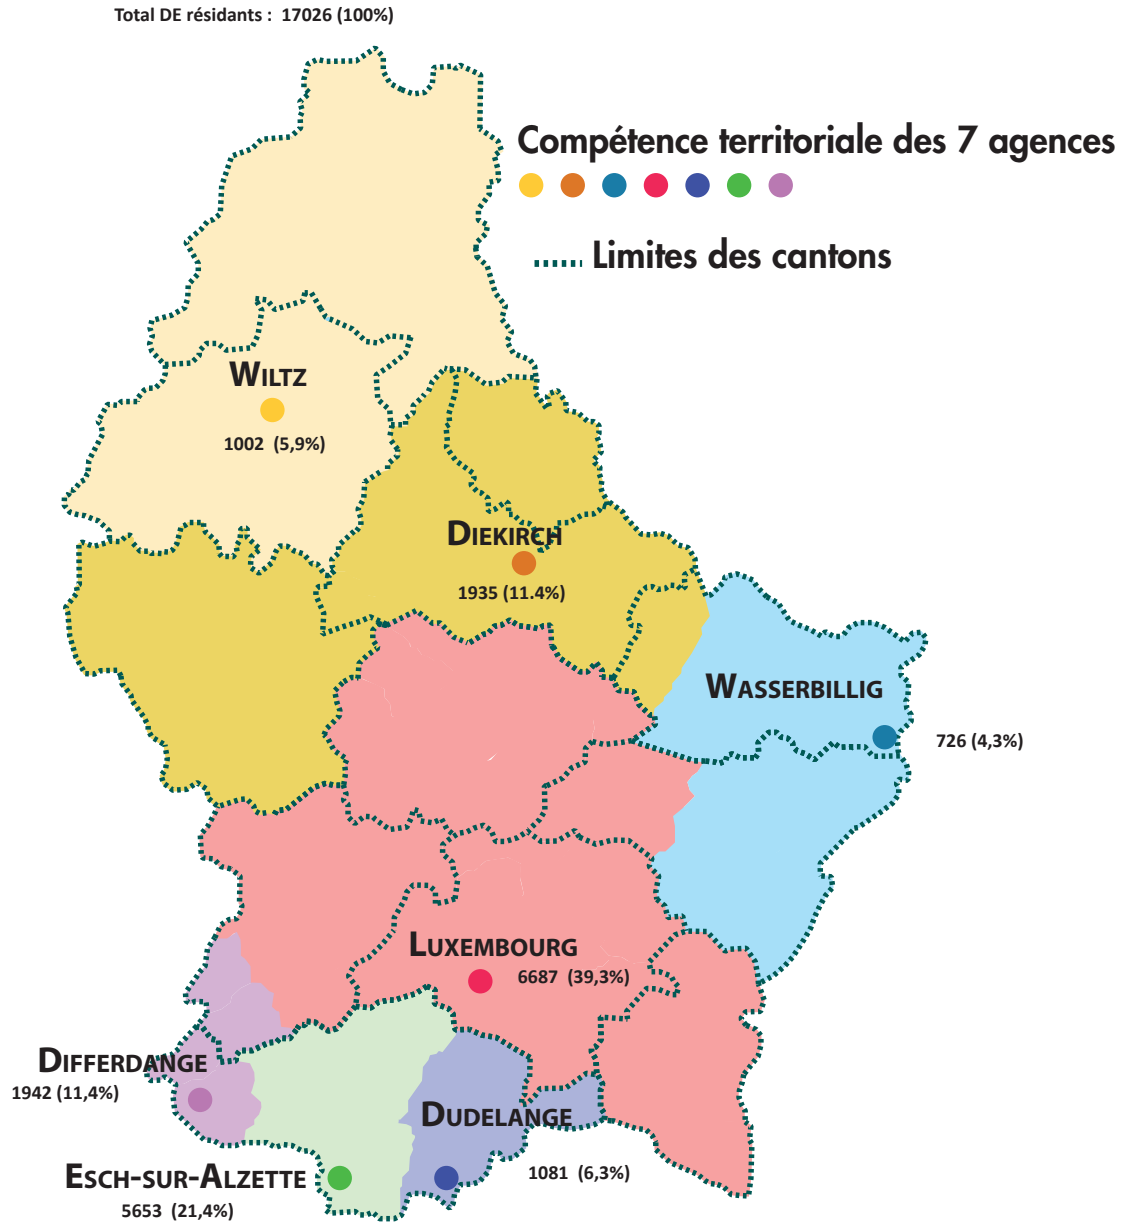 Total DE résidants : 17026 (100%)
Compétence territoriale des 7 agences
Limites des cantons
WILTZ
1002 (5,9%)
DIEKIRCH
1935 (11.4%)
WASSERBILLIG
726 (4,3%)
LUXEMBOURG
6687 (39,3%)
DIFFERDANGE
1942 (11,4%)
DUDELANGE
1081 (6,3%)
ESCH-SUR-ALZETTE
5653 (21,4%)